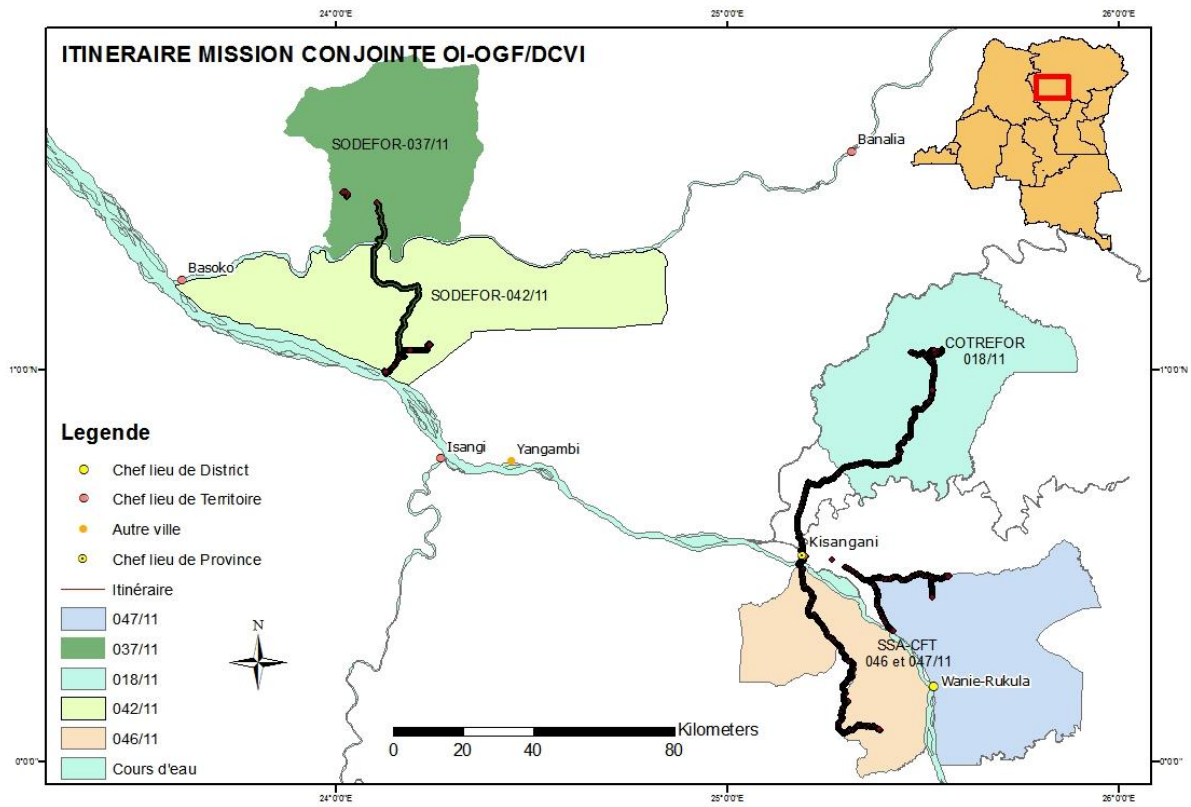 24°0'0"E
25°0'0"E
26°0'0"E
ITINERAIRE MISSION CONJOINTE OI-OGF/DCVI
SODEFOR-037/11
Banalia
Basoko
SODEFOR-042/11
COTREFOR
018/11
1°0'0"N
1°0'0"N
Legende
Isangi
Yangambi
Chef lieu de District
Chef lieu de Territoire
Autre ville
Chef lieu de Province
Itinéraire
047/11
037/11
018/11
042/11
046/11
Cours d'eau
N
Kisangani
SSA-CFT
046 et 047/11
Wanie-Rukula
Kilometers
0 20 40 80
0°0'0"
0°0'0"
24°0'0"E
25°0'0"E
26°0'0"E